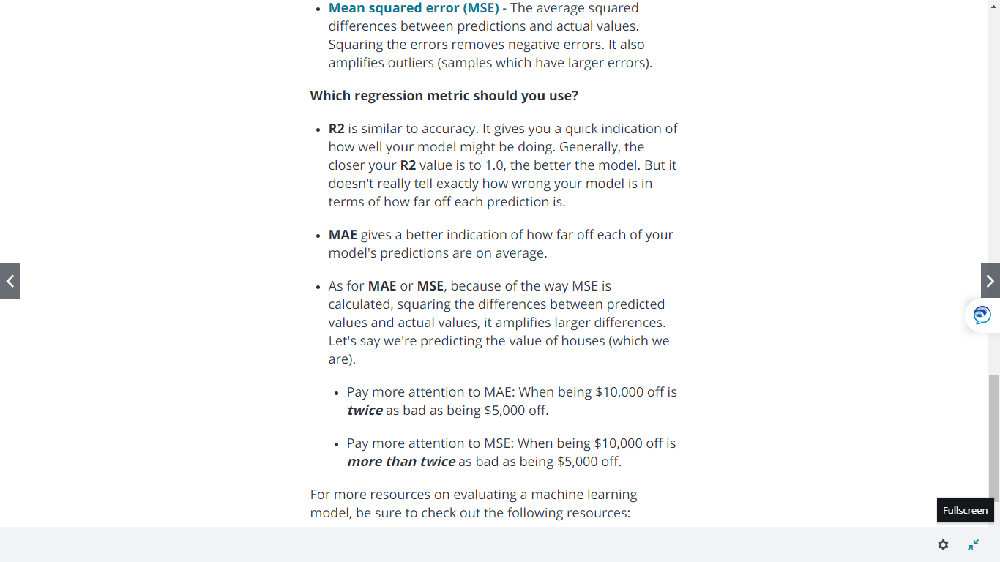 • Mean squared error (MSE) - The average squared
differences between predictions and actual values.
Squaring the errors removes negative errors. It also
amplifies outliers (samples which have larger errors).
Which regression metric should you use?
• R2 is similar to accuracy. It gives you a quick indication of
how well your model might be doing. Generally, the
closer your R2 value is to 1.0, the better the model. But it
doesn't really tell exactly how wrong your model is in
terms of how far off each prediction is.
• MAE gives a better indication of how far off each of your
model's predictions are on average.
• As for MAE or MSE, because of the way MSE is
calculated, squaring the differences between predicted
values and actual values, it amplifies larger differences.
Let's say we're predicting the value of houses (which we
are).
• Pay more attention to MAE: When being $10,000 off is
twice as bad as being $5,000 off.
• Pay more attention to MSE: When being $10,000 off is
more than twice as bad as being $5,000 off.
For more resources on evaluating a machine learning
model, be sure to check out the following resources:
Fullscreen